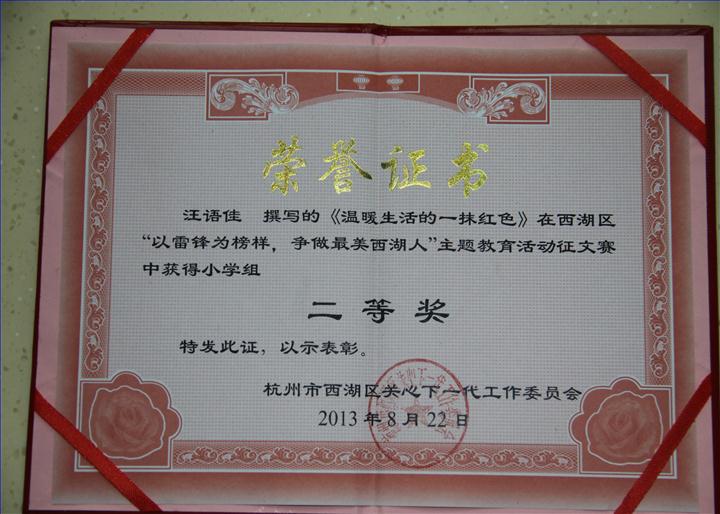 荣誉证书
汪语佳 撰写的《温暖生活的一抹红色》在西湖区
“以雷锋为榜样，争做最美西湖人”主题教育活动征文赛
中获得小学组
二等奖
特发此证，以示表彰。
杭州市西湖区关心下一代工作委员会
2013年8月22日